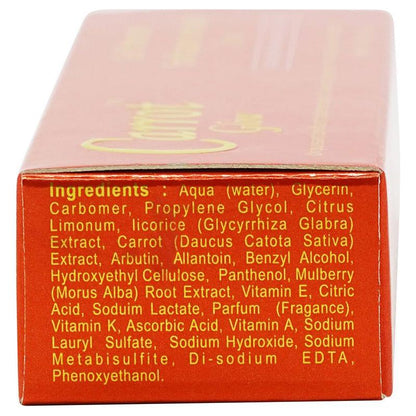 Carrot
Ingredients : Aqua (water), Glycerin,
Carbomer, Propylene Glycol, Citrus
Limonum, licorice (Glycyrrhiza Glabra)
Extract, Carrot (Daucus Catota Sativa)
Extract, Arbutin, Allantoin, Benzyl Alcohol,
Hydroxyethyl Cellulose, Panthenol, Mulberry
(Morus Alba) Root Extract, Vitamin E, Citric
Acid, Soduim Lactate, Parfum (Fragance),
Vitamin K, Ascorbic Acid, Vitamin A, Sodium
Lauryl Sulfate, Sodium Hydroxide, Sodium
Metabisulfite, Di-sodium EDTA,
Phenoxyethanol.